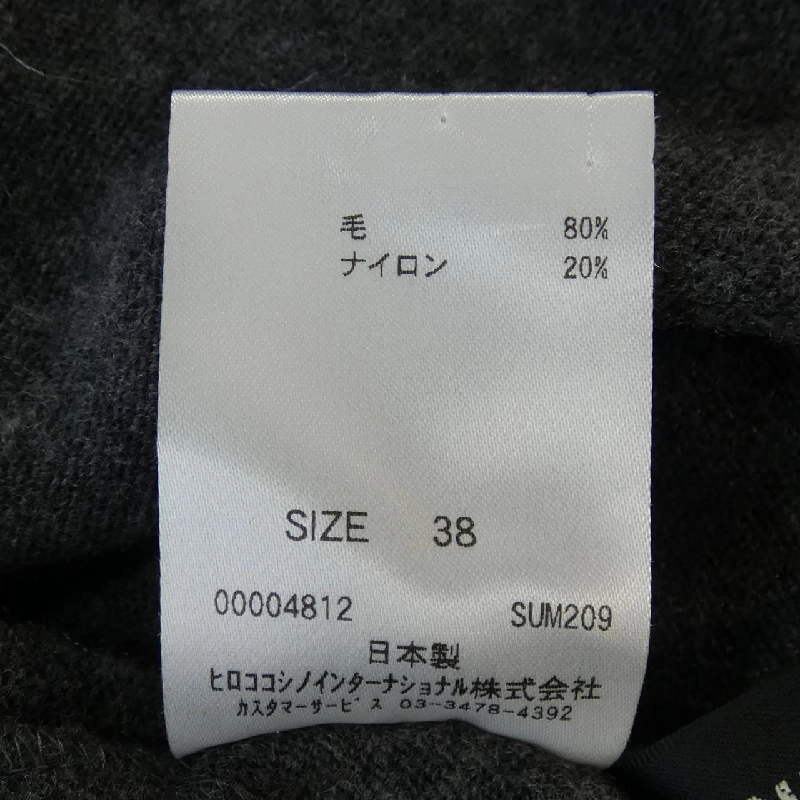 毛 80%
ナイロン 20%
SIZE 38
00004812 SUM209
日本製
ヒロココシノインターナショナル株式会社
カスタマーサービス 03-3478-4392